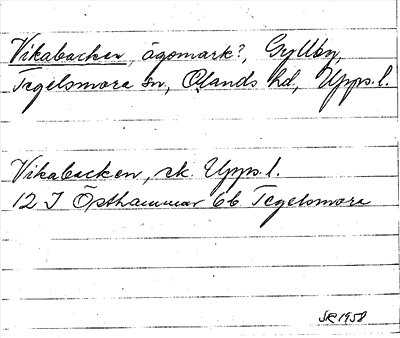 Vikabacken, ägomark?, Gyllby,
Tegelsmora sn, Olands hd, Upps.l.
Vikabacken, ek. Upps.l.
12 I Östhammar 6b Tegelsmora
SR 1958